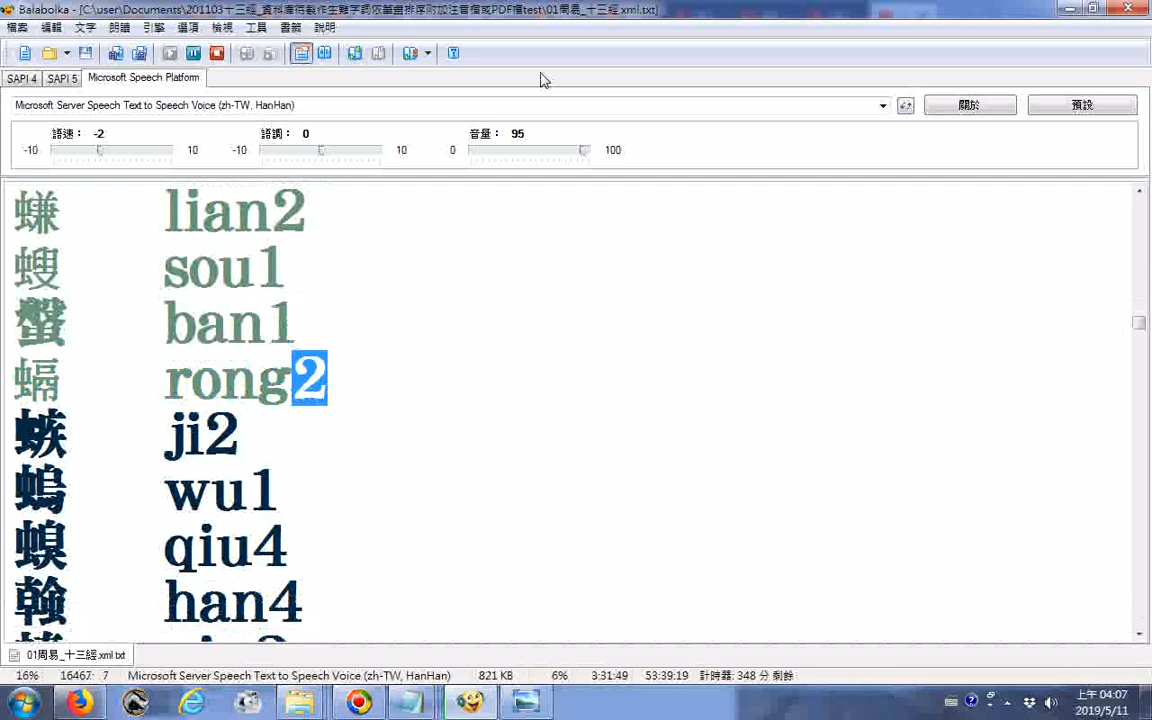 Balabolka - [C:\user\Documents\201103十三經_資料庫待製作生難字詞依筆畫排序附加注音檔或PDF檔test\01周易_十三經 xml.txt]
檔案 編輯 文字 朗讀 引擎 選項 檢視 工具 書籤 說明
SAPI 4 SAPI 5 Microsoft Speech Platform
Microsoft Server Speech Text to Speech Voice (zh-TW, HanHan) 關於 預設
語速： -2 語調： 0 音量： 95
-10 10 -10 10 0 100
螊 lian2
螋 sou1
螌 ban1
螎 rong2
螏 ji2
螐 wu1
螑 qiu4
螒 han4
01周易_十三經.xml.txt
16% 16467: 7 Microsoft Server Speech Text to Speech Voice (zh-TW, HanHan) 821 KB 6% 3:31:49 53:39:19 計時器: 348 分 剩餘
上午 04:07
2019/5/11